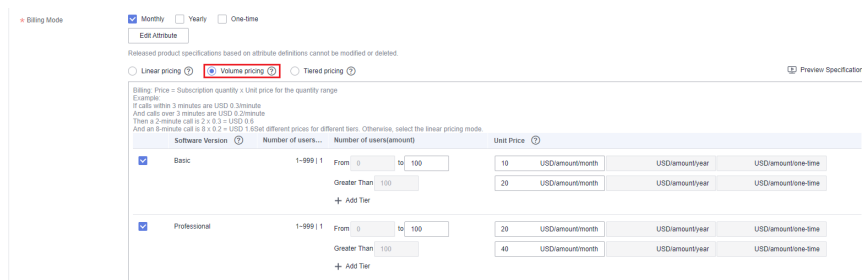 * Billing Mode
Monthly Yearly One-time
Edit Attribute
Released product specifications based on attribute definitions cannot be modified or deleted.
Linear pricing ? Volume pricing ? Tiered pricing ? Preview Specification
Billing: Price = Subscription quantity x Unit price for the quantity range
Example:
If calls within 3 minutes are USD 0.3/minute
And calls over 3 minutes are USD 0.2/minute
Then a 2-minute call is 2 x 0.3 = USD 0.6
And an 8-minute call is 8 x 0.2 = USD 1.6Set different prices for different tiers. Otherwise, select the linear pricing mode.
Software Version ? Number of users... Number of users(amount) Unit Price ?
Basic 1~999 | 1 From 0 to 100 10 USD/amount/month USD/amount/year USD/amount/one-time
Greater Than 100 20 USD/amount/month USD/amount/year USD/amount/one-time
+ Add Tier
Professional 1~999 | 1 From 0 to 100 20 USD/amount/month USD/amount/year USD/amount/one-time
Greater Than 100 40 USD/amount/month USD/amount/year USD/amount/one-time
+ Add Tier